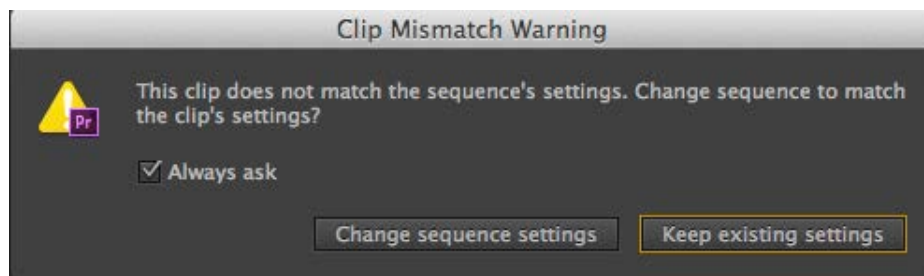 Clip Mismatch Warning
This clip does not match the sequence's settings. Change sequence to match
the clip's settings?
Pr
Always ask
Change sequence settings
Keep existing settings